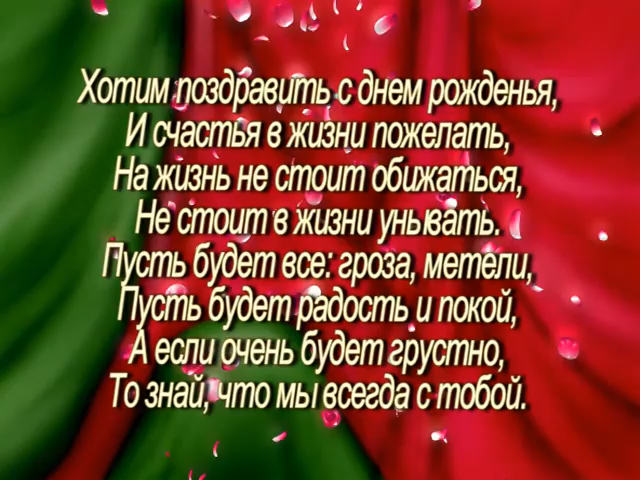 Хотим поздравить с днем рожденья,
И счастья в жизни пожелать,
На жизнь не стоит обижаться,
Не стоит в жизни унывать.
Пусть будет все: гроза, метели,
Пусть будет радость и покой,
А если очень будет грустно,
То знай, что мы всегда с тобой.